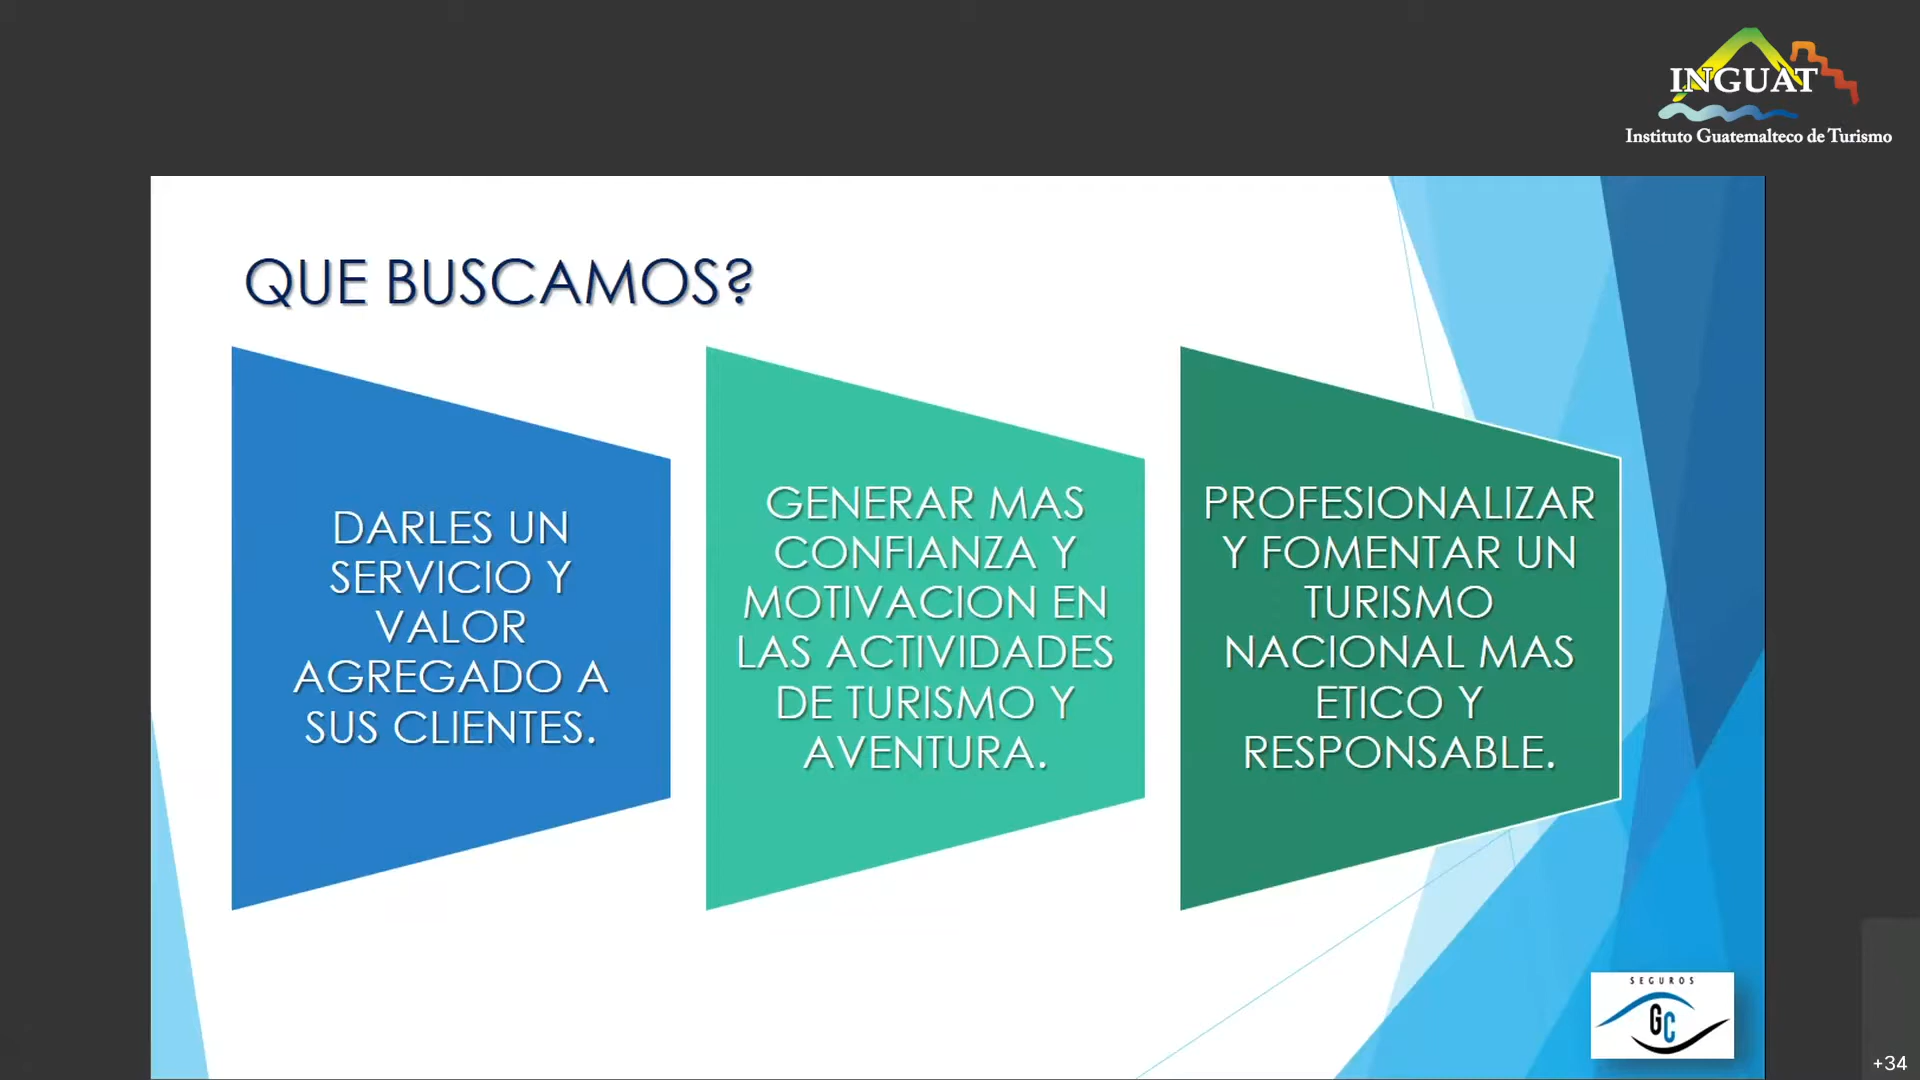 INGUAT
Instituto Guatemalteco de Turismo
QUE BUSCAMOS?
DARLES UN
SERVICIO Y
VALOR
AGREGADO A
SUS CLIENTES.
GENERAR MAS
CONFIANZA Y
MOTIVACION EN
LAS ACTIVIDADES
DE TURISMO Y
AVENTURA.
PROFESIONALIZAR
Y FOMENTAR UN
TURISMO
NACIONAL MAS
ETICO Y
RESPONSABLE.
SEGUROS
GC
+34